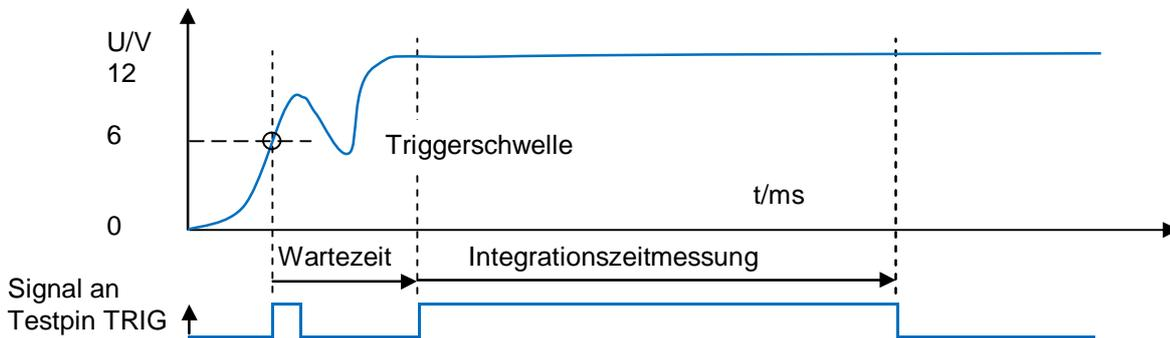 U/V
12
6
Triggerschwelle
t/ms
0
Wartezeit
Integrationszeitmessung
Signal an
Testpin TRIG